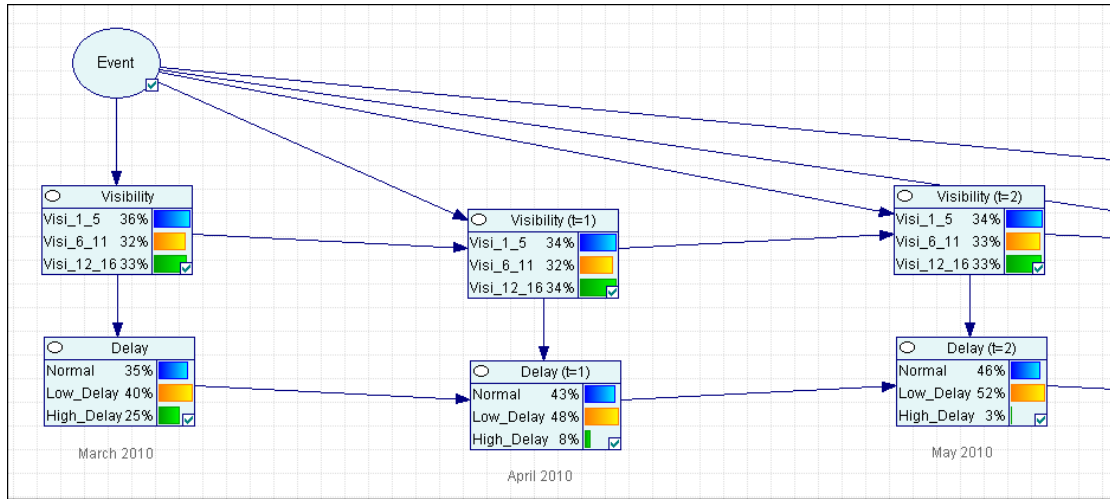 Event
Visibility
Visi_1_5 36%
Visi_6_11 32%
Visi_12_16 33%
Visibility (t=1)
Visi_1_5 34%
Visi_6_11 32%
Visi_12_16 34%
Visibility (t=2)
Visi_1_5 34%
Visi_6_11 33%
Visi_12_16 33%
Delay
Normal 35%
Low_Delay 40%
High_Delay 25%
March 2010
Delay (t=1)
Normal 43%
Low_Delay 48%
High_Delay 8%
April 2010
Delay (t=2)
Normal 46%
Low_Delay 52%
High_Delay 3%
May 2010